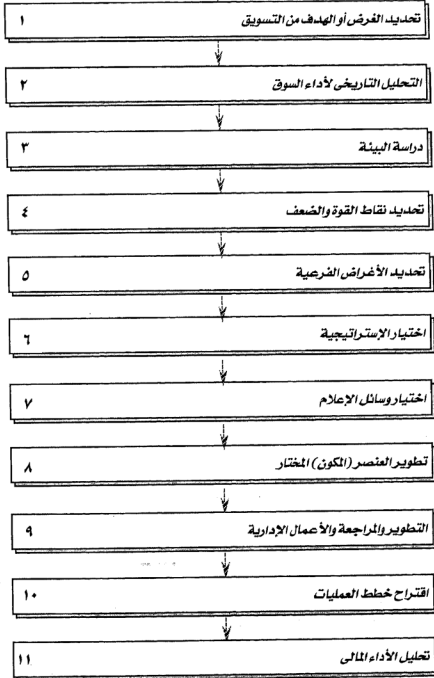 تحديد الغرض أو الهدف من التسويق ١
التحليل التاريخى لأداء السوق ٢
دراسة البيئة ٣
تحديد نقاط القوة والضعف ٤
تحديد الأغراض الفرعية ٥
اختيار الإستراتيجية ٦
اختيار وسائل الإعلام ٧
تطوير العنصر (المكون) المختار ٨
التطوير والمراجعة والأعمال الإدارية ٩
اقتراح خطط العمليات ١٠
تحليل الأداء المالى ١١